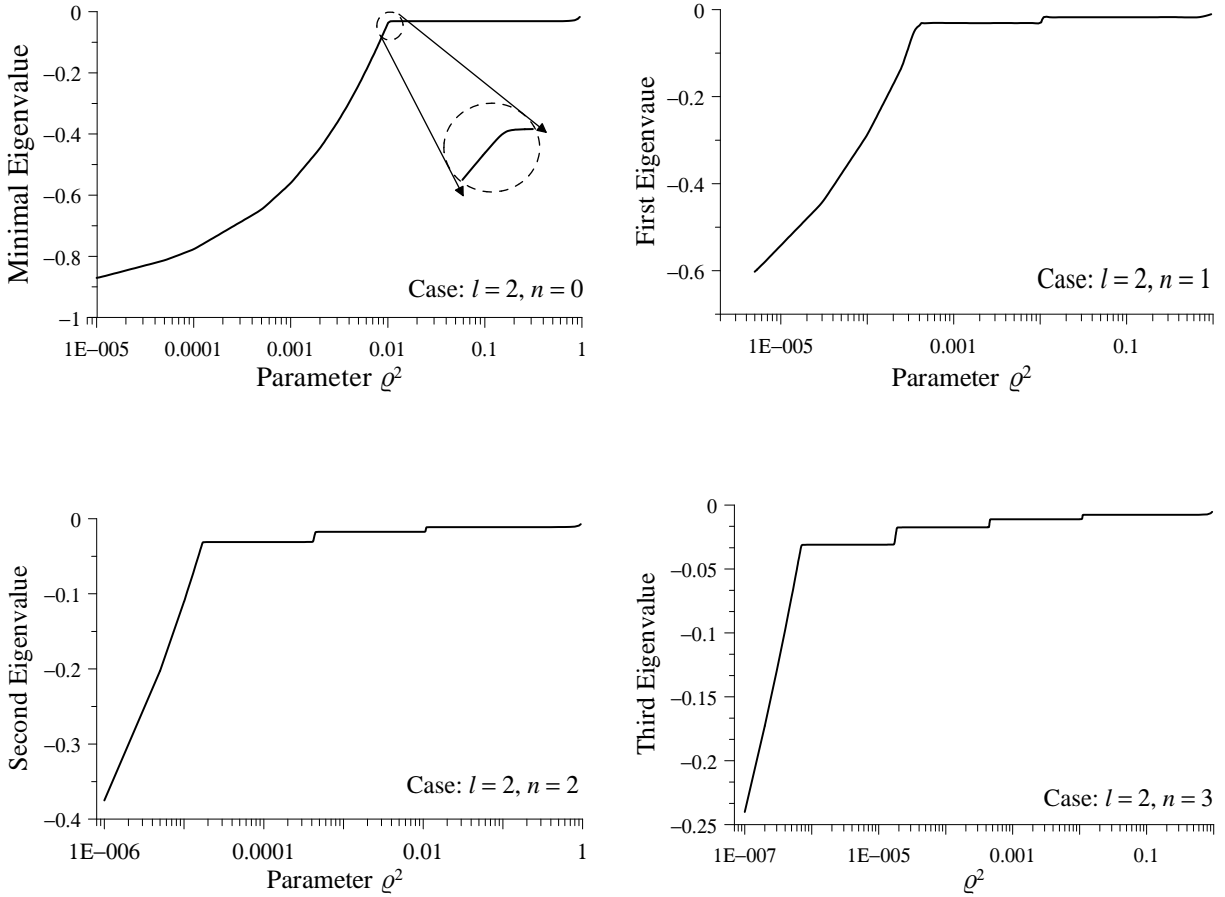 0
−0.2
−0.4
−0.6
−0.8
−1
Minimal Eigenvalue
Case: l = 2, n = 0
1E−005 0.0001 0.001 0.01 0.1 1
Parameter ϱ²
0
−0.2
−0.4
−0.6
First Eigenvaue
Case: l = 2, n = 1
1E−005 0.001 0.1
Parameter ϱ²
0
−0.1
−0.2
−0.3
−0.4
Second Eigenvalue
Case: l = 2, n = 2
1E−006 0.0001 0.01 1
Parameter ϱ²
0
−0.05
−0.1
−0.15
−0.2
−0.25
Third Eigenvalue
Case: l = 2, n = 3
1E−007 1E−005 0.001 0.1
ϱ²